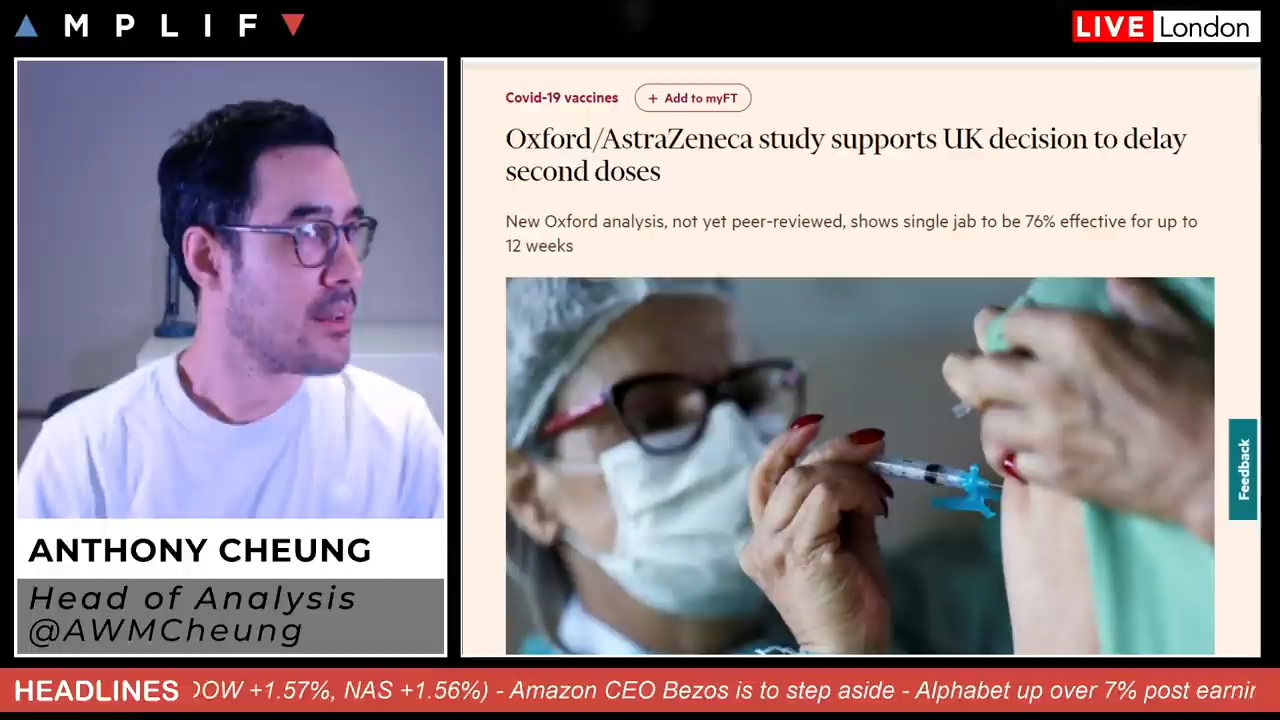 ▲ M P L I F ▼
LIVE London
Covid-19 vaccines + Add to myFT
Oxford/AstraZeneca study supports UK decision to delay
second doses
New Oxford analysis, not yet peer-reviewed, shows single jab to be 76% effective for up to
12 weeks
Feedback
ANTHONY CHEUNG
Head of Analysis
@AWMCheung
HEADLINES DOW +1.57%, NAS +1.56%) - Amazon CEO Bezos is to step aside - Alphabet up over 7% post earnin